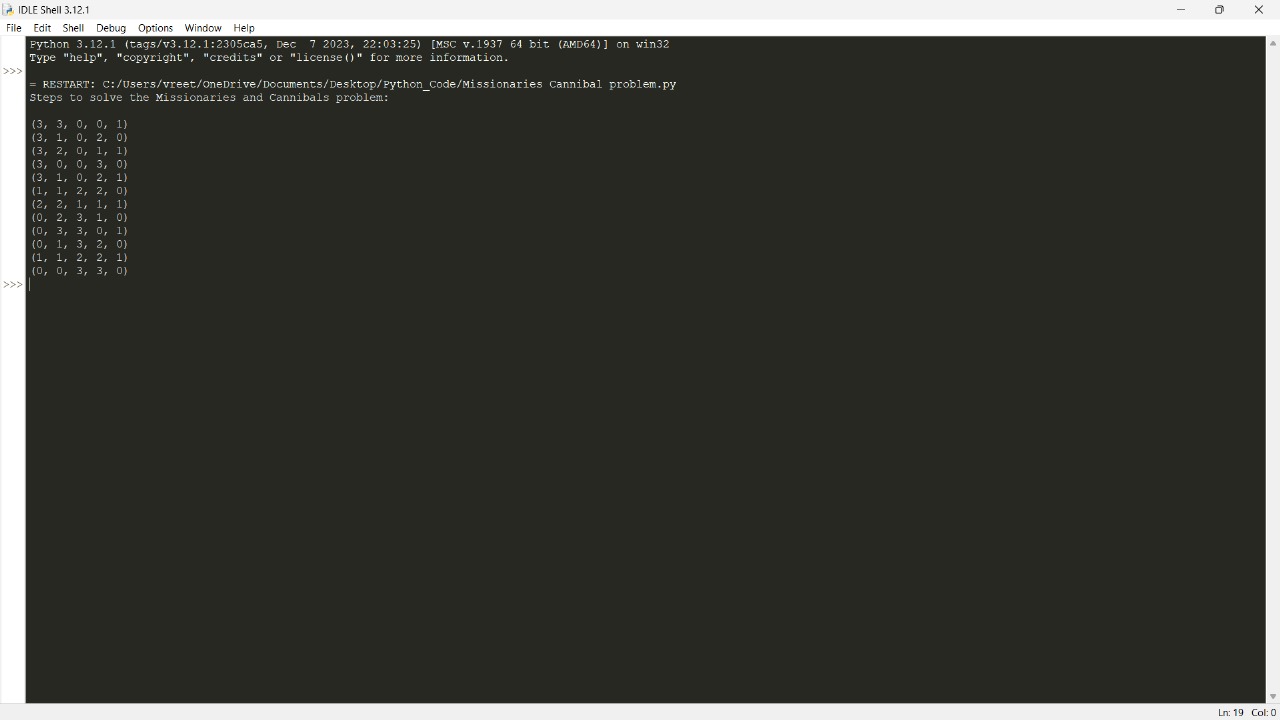 IDLE Shell 3.12.1
File Edit Shell Debug Options Window Help
Python 3.12.1 (tags/v3.12.1:2305ca5, Dec  7 2023, 22:03:25) [MSC v.1937 64 bit (AMD64)] on win32
Type "help", "copyright", "credits" or "license()" for more information.
>>>
= RESTART: C:/Users/vreet/OneDrive/Documents/Desktop/Python_Code/Missionaries Cannibal problem.py
Steps to solve the Missionaries and Cannibals problem:
(3, 3, 0, 0, 1)
(3, 1, 0, 2, 0)
(3, 2, 0, 1, 1)
(3, 0, 0, 3, 0)
(3, 1, 0, 2, 1)
(1, 1, 2, 2, 0)
(2, 2, 1, 1, 1)
(0, 2, 3, 1, 0)
(0, 3, 3, 0, 1)
(0, 1, 3, 2, 0)
(1, 1, 2, 2, 1)
(0, 0, 3, 3, 0)
>>>
Ln: 19 Col: 0